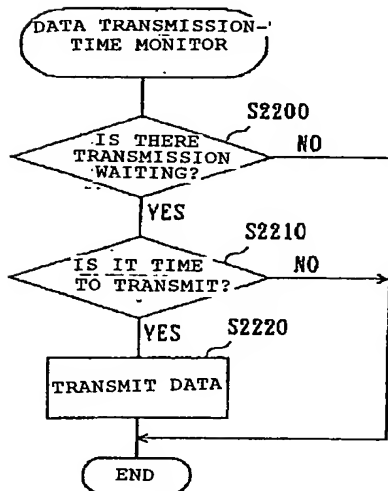 DATA TRANSMISSION-
TIME MONITOR
S2200
IS THERE
TRANSMISSION
WAITING?
NO
YES
S2210
IS IT TIME
TO TRANSMIT?
NO
YES
S2220
TRANSMIT DATA
END